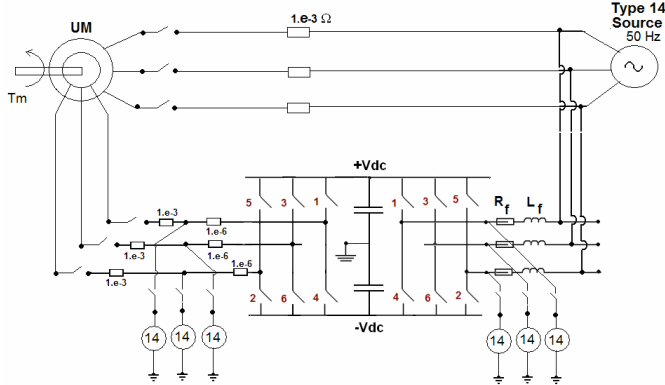 Type 14
Source
50 Hz
UM
1.e-3 Ω
Tm
+Vdc
5 3 1 1 3 5
Rf Lf
1.e-3 1.e-6
1.e-3 1.e-6
1.e-3 1.e-6
2 6 4 4 6 2
-Vdc
14 14 14 14 14 14